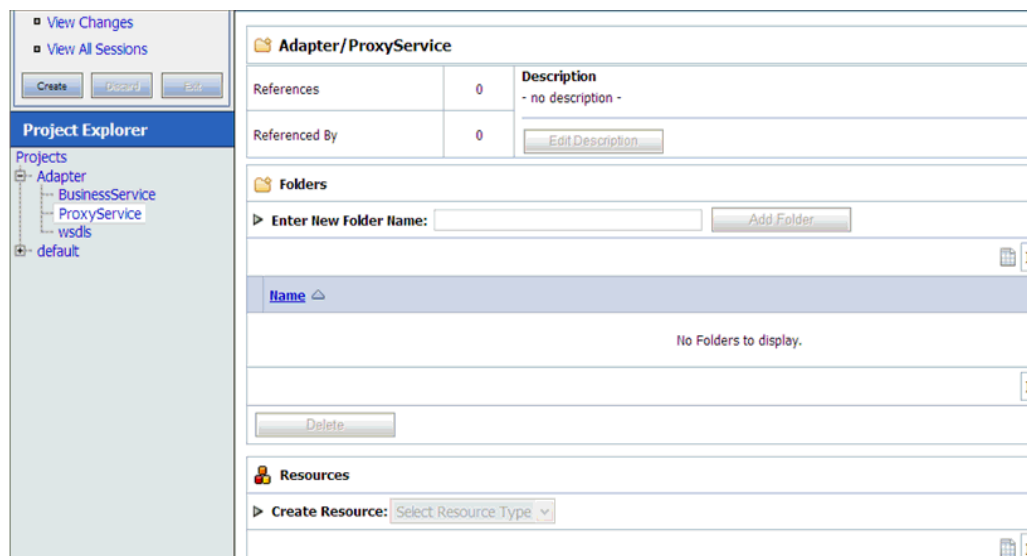 View Changes
View All Sessions
Create Discard Exit
Project Explorer
Projects
Adapter
BusinessService
ProxyService
wsdls
default
Adapter/ProxyService
References 0
Description
- no description -
Referenced By 0
Edit Description
Folders
Enter New Folder Name: Add Folder
Name
No Folders to display.
Delete
Resources
Create Resource: Select Resource Type